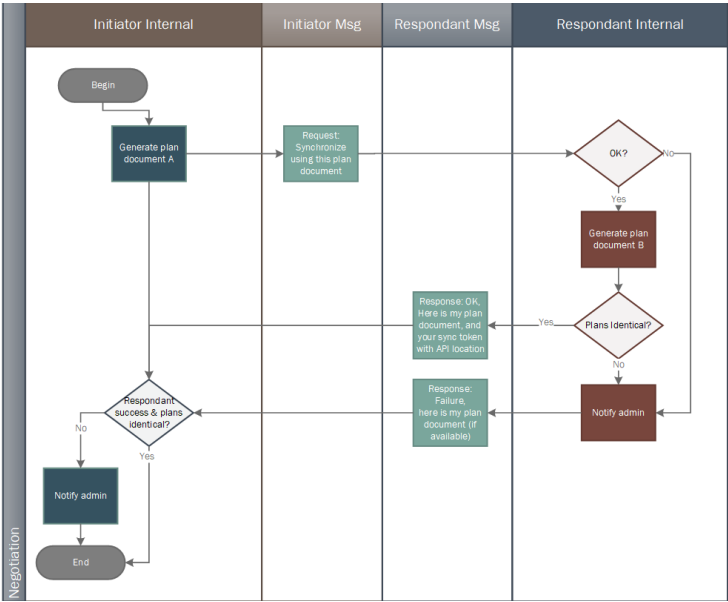 Initiator Internal
Initiator Msg
Respondant Msg
Respondant Internal
Begin
Generate plan
document A
Request:
Synchronize
using this plan
document
OK?
No
Yes
Generate plan
document B
Response: OK,
Here is my plan
document, and
your sync token
with API location
Yes
Plans Identical?
No
Respondant
success & plans
identical?
Response:
Failure,
here is my plan
document (if
available)
Notify admin
No
Yes
Notify admin
End
Negotiation